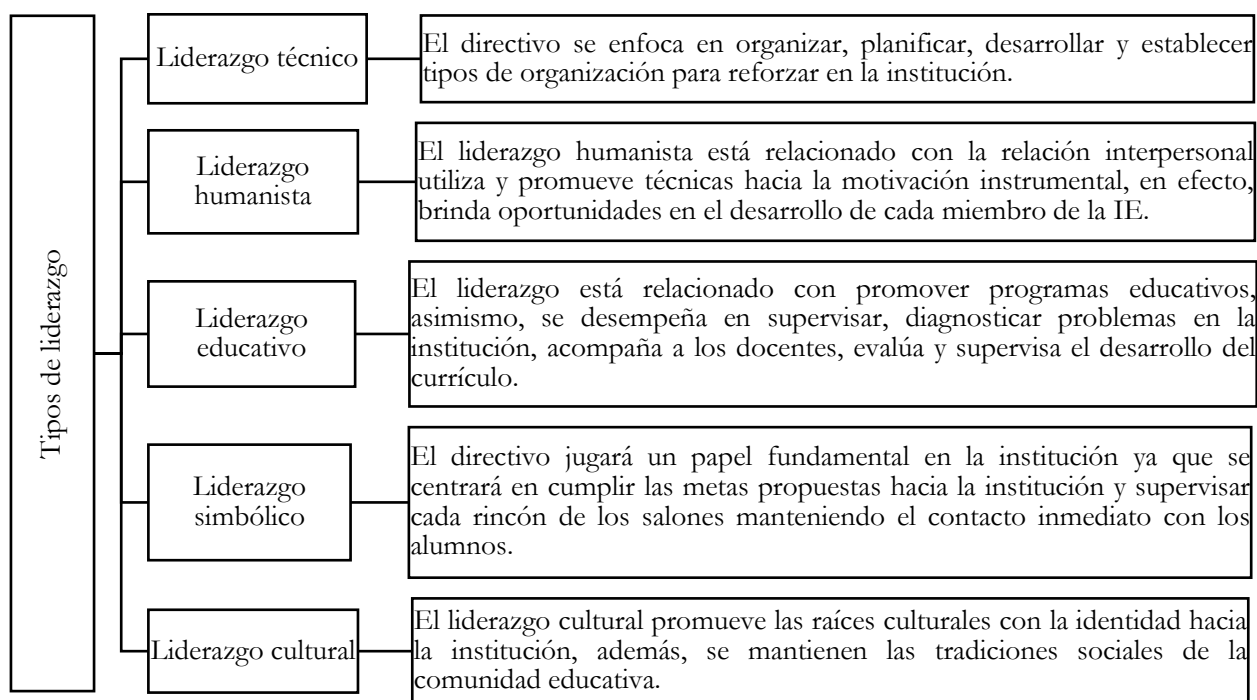 Tipos de liderazgo
Liderazgo técnico
El directivo se enfoca en organizar, planificar, desarrollar y establecer
tipos de organización para reforzar en la institución.
Liderazgo
humanista
El liderazgo humanista está relacionado con la relación interpersonal
utiliza y promueve técnicas hacia la motivación instrumental, en efecto,
brinda oportunidades en el desarrollo de cada miembro de la IE.
Liderazgo
educativo
El liderazgo está relacionado con promover programas educativos,
asimismo, se desempeña en supervisar, diagnosticar problemas en la
institución, acompaña a los docentes, evalúa y supervisa el desarrollo del
currículo.
Liderazgo
simbólico
El directivo jugará un papel fundamental en la institución ya que se
centrará en cumplir las metas propuestas hacia la institución y supervisar
cada rincón de los salones manteniendo el contacto inmediato con los
alumnos.
Liderazgo cultural
El liderazgo cultural promueve las raíces culturales con la identidad hacia
la institución, además, se mantienen las tradiciones sociales de la
comunidad educativa.